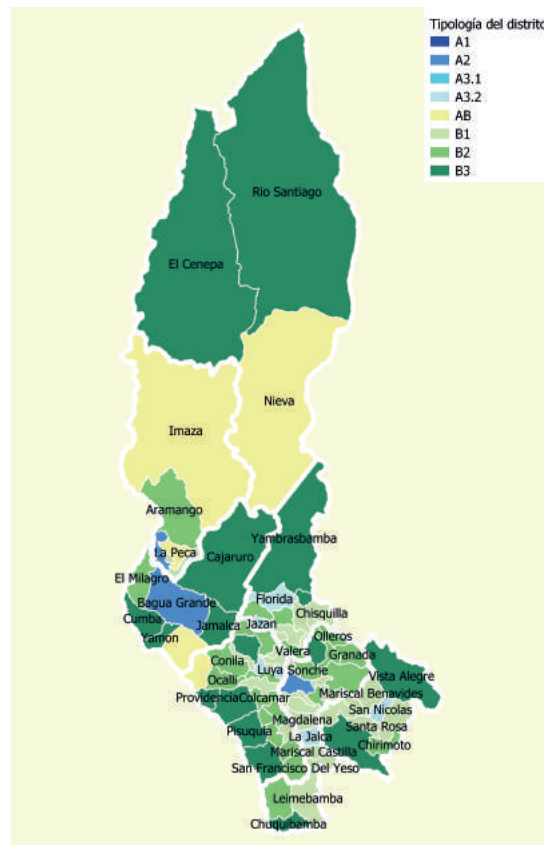 Tipología del distrito
A1
A2
A3.1
A3.2
AB
B1
B2
B3
Rio Santiago
El Cenepa
Nieva
Imaza
Aramango
Yambrasbamba
La Peca
Cajaruro
El Milagro
Florida
Bagua Grande
Chisquilla
Cumba
Jamalca
Jazan
Yamon
Olleros
Valera
Granada
Conila
Luya
Sonche
Vista Alegre
Ocalli
Mariscal Benavides
Providencia
Colcamar
San Nicolas
Magdalena
Santa Rosa
Pisuquia
La Jalca
Chirimoto
Mariscal Castilla
San Francisco Del Yeso
Leimebamba
Chuquibamba